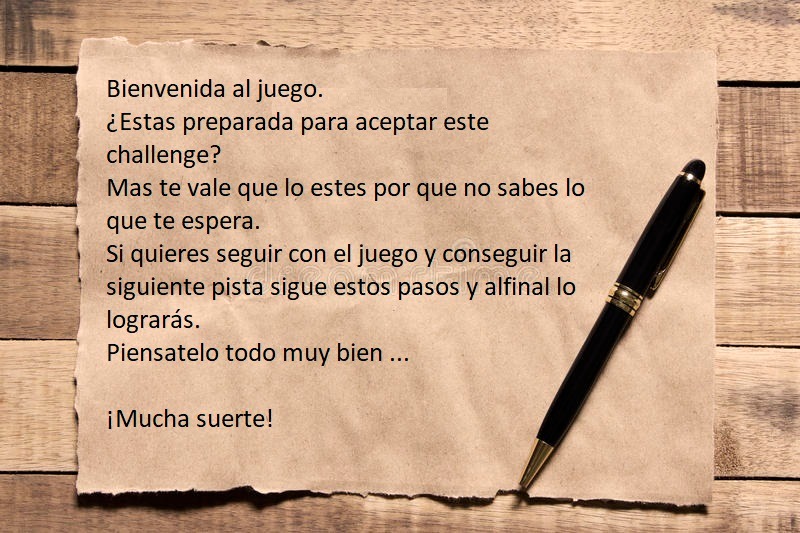 Bienvenida al juego.
¿Estas preparada para aceptar este
challenge?
Mas te vale que lo estes por que no sabes lo
que te espera.
Si quieres seguir con el juego y conseguir la
siguiente pista sigue estos pasos y alfinal lo
lograrás.
Piensatelo todo muy bien ...
¡Mucha suerte!